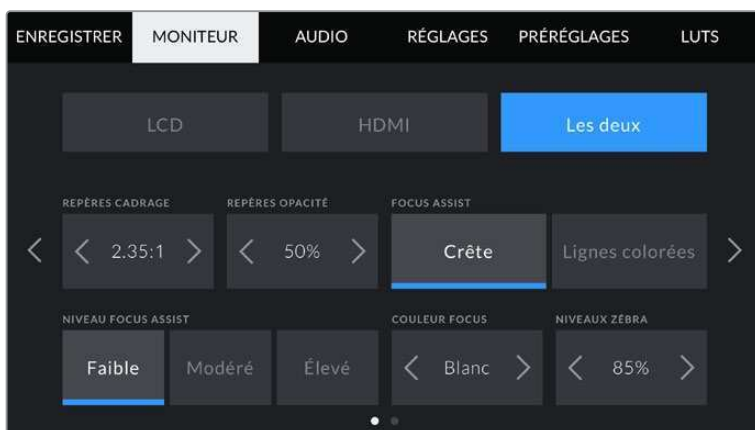 ENREGISTRER MONITEUR AUDIO RÉGLAGES PRÉRÉGLAGES LUTS
LCD HDMI Les deux
REPÈRES CADRAGE REPÈRES OPACITÉ FOCUS ASSIST
2.35:1 50% Crête Lignes colorées
NIVEAU FOCUS ASSIST COULEUR FOCUS NIVEAUX ZÉBRA
Faible Modéré Élevé Blanc 85%